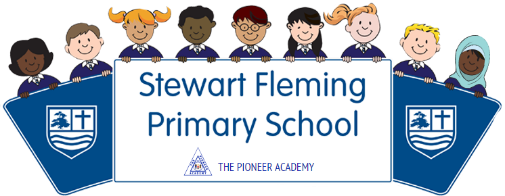 Stewart Fleming
Primary School
THE PIONEER ACADEMY